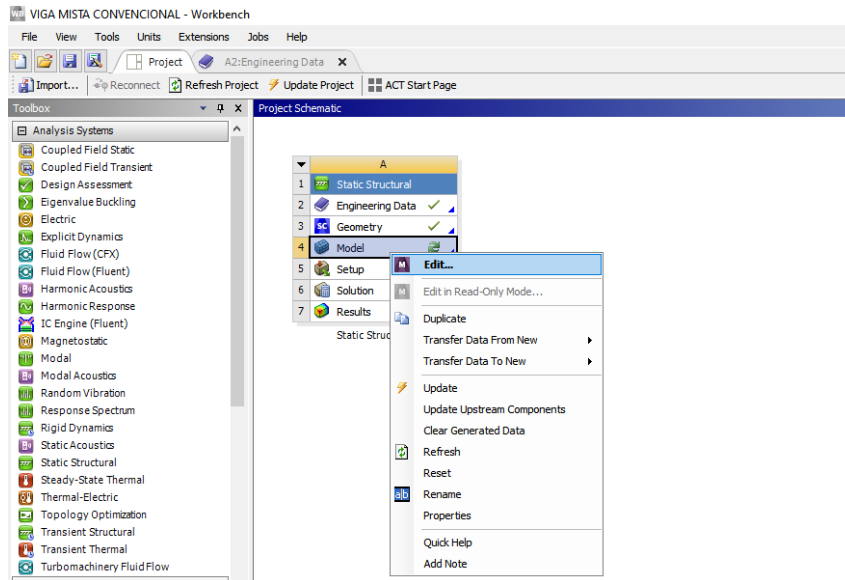 VIGA MISTA CONVENCIONAL - Workbench
File View Tools Units Extensions Jobs Help
Project A2:Engineering Data
Import... Reconnect Refresh Project Update Project ACT Start Page
Toolbox
Analysis Systems
Coupled Field Static
Coupled Field Transient
Design Assessment
Eigenvalue Buckling
Electric
Explicit Dynamics
Fluid Flow (CFX)
Fluid Flow (Fluent)
Harmonic Acoustics
Harmonic Response
IC Engine (Fluent)
Magnetostatic
Modal
Modal Acoustics
Random Vibration
Response Spectrum
Rigid Dynamics
Static Acoustics
Static Structural
Steady-State Thermal
Thermal-Electric
Topology Optimization
Transient Structural
Transient Thermal
Turbomachinery Fluid Flow
Project Schematic
A
1 Static Structural
2 Engineering Data
3 SC Geometry
4 Model
5 Setup
6 Solution
7 Results
Static Struc
M Edit...
M Edit in Read-Only Mode...
Duplicate
Transfer Data From New
Transfer Data To New
Update
Update Upstream Components
Clear Generated Data
Refresh
Reset
a|b Rename
Properties
Quick Help
Add Note